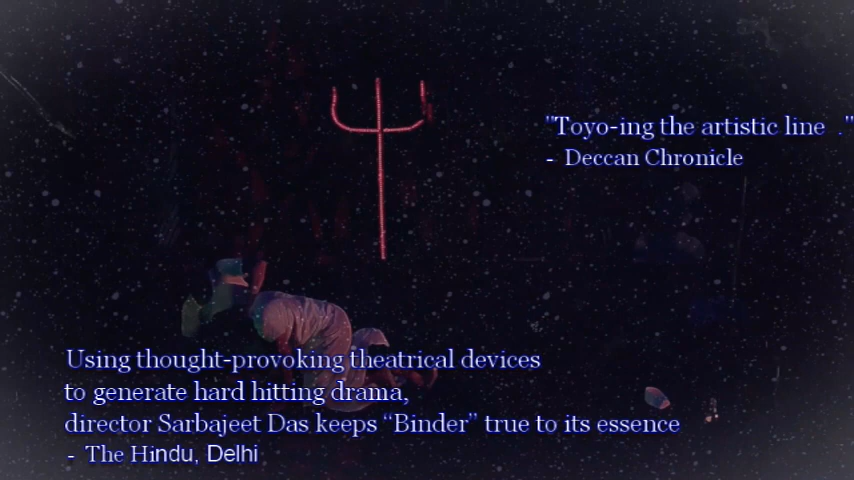 "Toyo-ing the artistic line ."
- Deccan Chronicle
Using thought-provoking theatrical devices
to generate hard hitting drama,
director Sarbajeet Das keeps “Binder” true to its essence
- The Hindu, Delhi